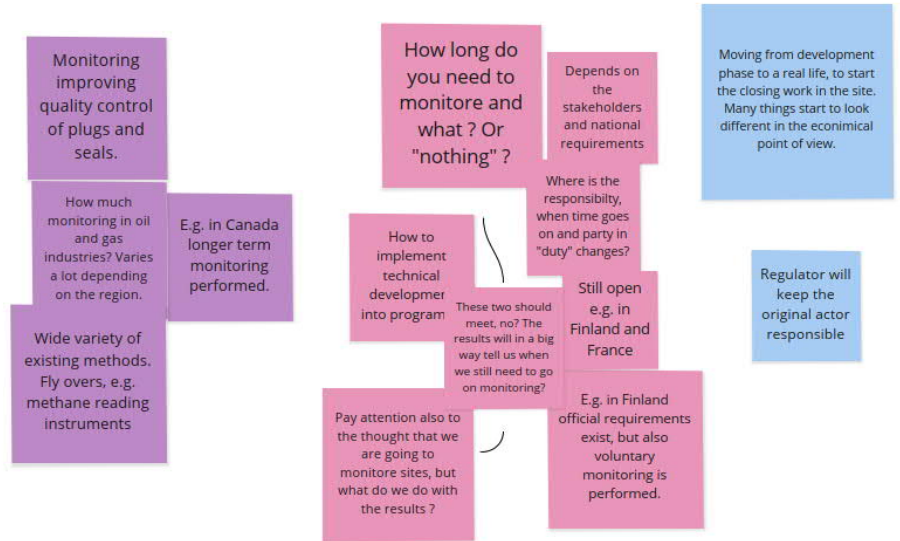 Monitoring
improving
quality control
of plugs and
seals.
How much
monitoring in oil
and gas
industries? Varies
a lot depending
on the region.
E.g. in Canada
longer term
monitoring
performed.
Wide variety of
existing methods.
Fly overs, e.g.
methane reading
instruments
How long do
you need to
monitore and
what ? Or
"nothing" ?
Depends on
the
stakeholders
and national
requirements
Where is the
responsibilty,
when time goes
on and party in
"duty" changes?
How to
implement
technical
developmen
into program
These two should
meet, no? The
results will in a big
way tell us when
we still need to go
on monitoring?
Still open
e.g. in
Finland and
France
Pay attention also to
the thought that we
are going to
monitore sites, but
what do we do with
the results ?
E.g. in Finland
official requirements
exist, but also
voluntary
monitoring is
performed.
Moving from development
phase to a real life, to start
the closing work in the site.
Many things start to look
different in the econimical
point of view.
Regulator will
keep the
original actor
responsible